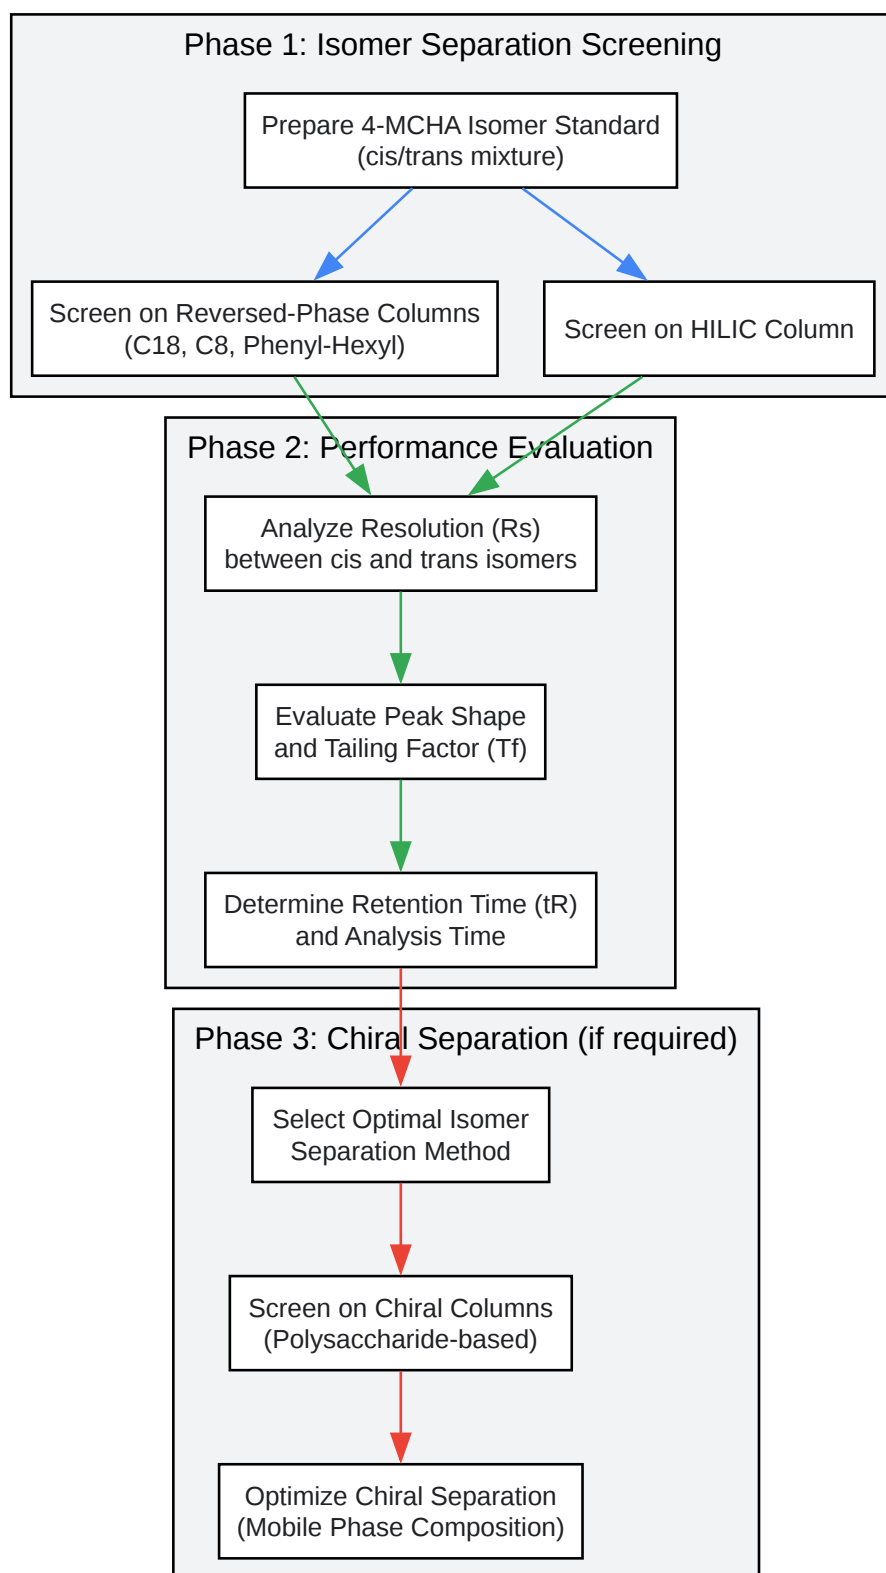 Phase 1: Isomer Separation Screening
Prepare 4-MCHA Isomer Standard
(cis/trans mixture)
Screen on Reversed-Phase Columns
(C18, C8, Phenyl-Hexyl)
Screen on HILIC Column
Phase 2: Performance Evaluation
Analyze Resolution (Rs)
between cis and trans isomers
Evaluate Peak Shape
and Tailing Factor (Tf)
Determine Retention Time (tR)
and Analysis Time
Phase 3: Chiral Separation (if required)
Select Optimal Isomer
Separation Method
Screen on Chiral Columns
(Polysaccharide-based)
Optimize Chiral Separation
(Mobile Phase Composition)